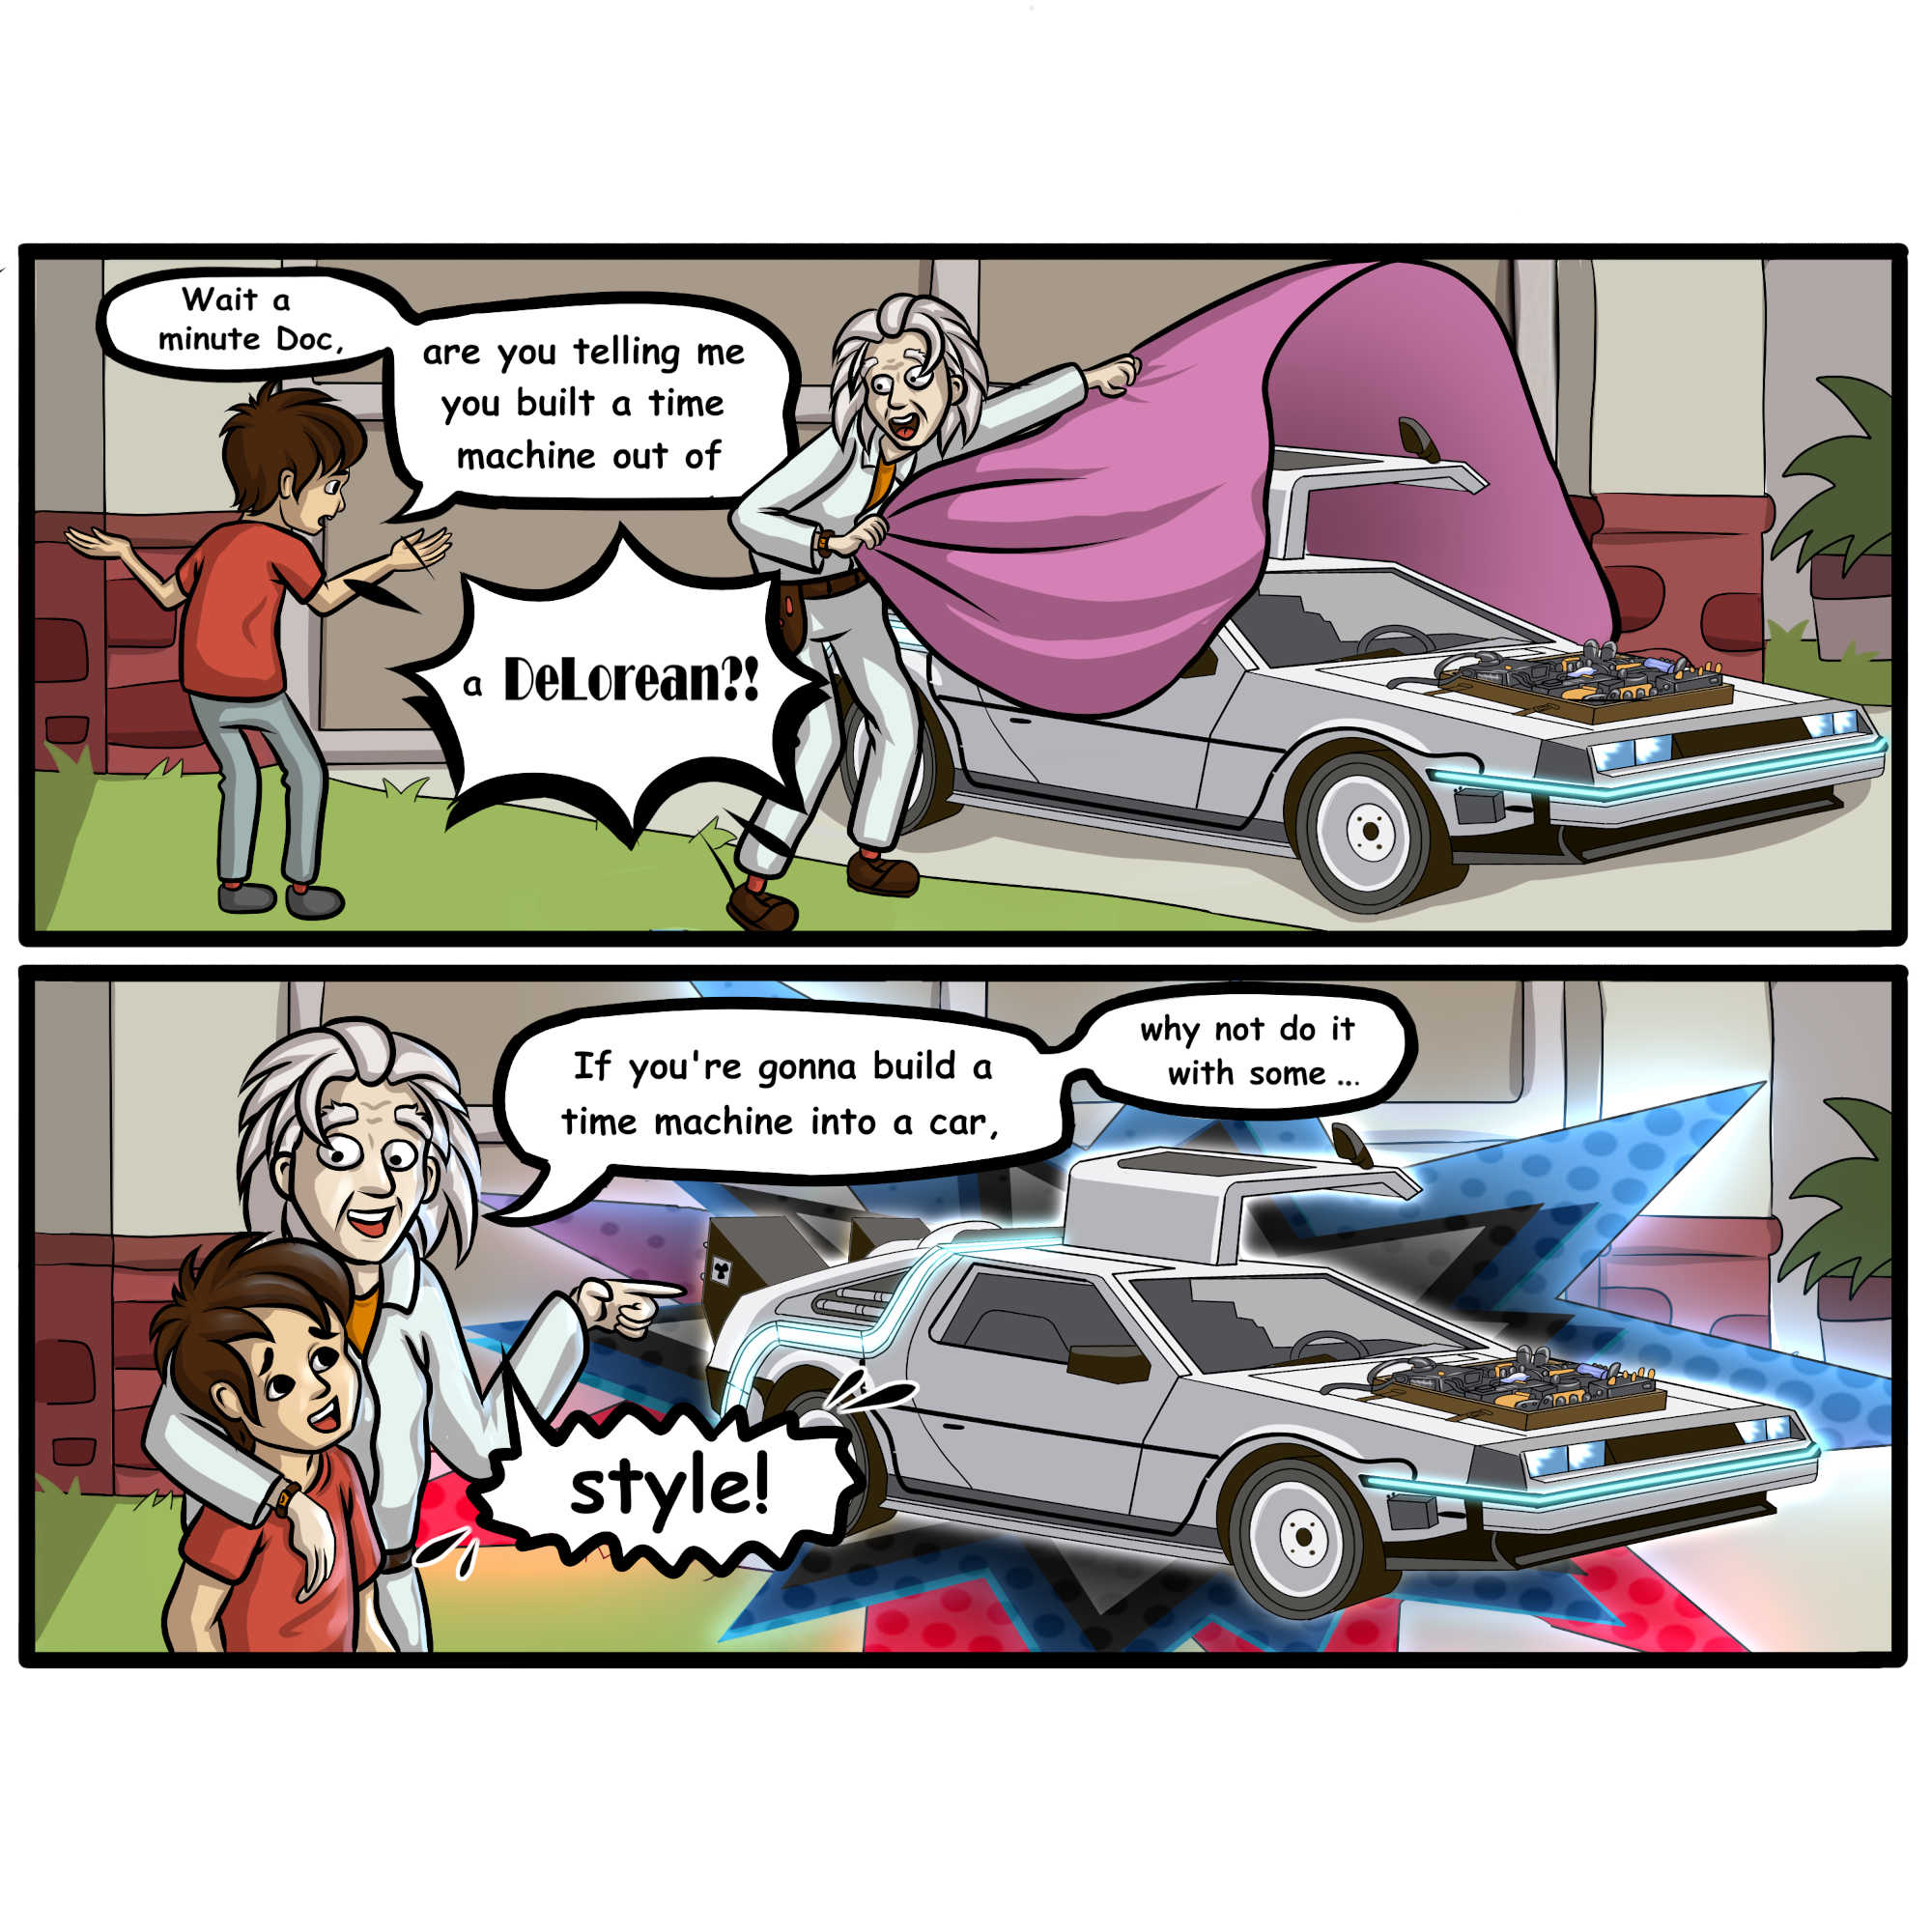 Wait a
minute Doc,
are you telling me
you built a time
machine out of
a DeLorean?!
If you're gonna build a
time machine into a car,
why not do it
with some ...
style!